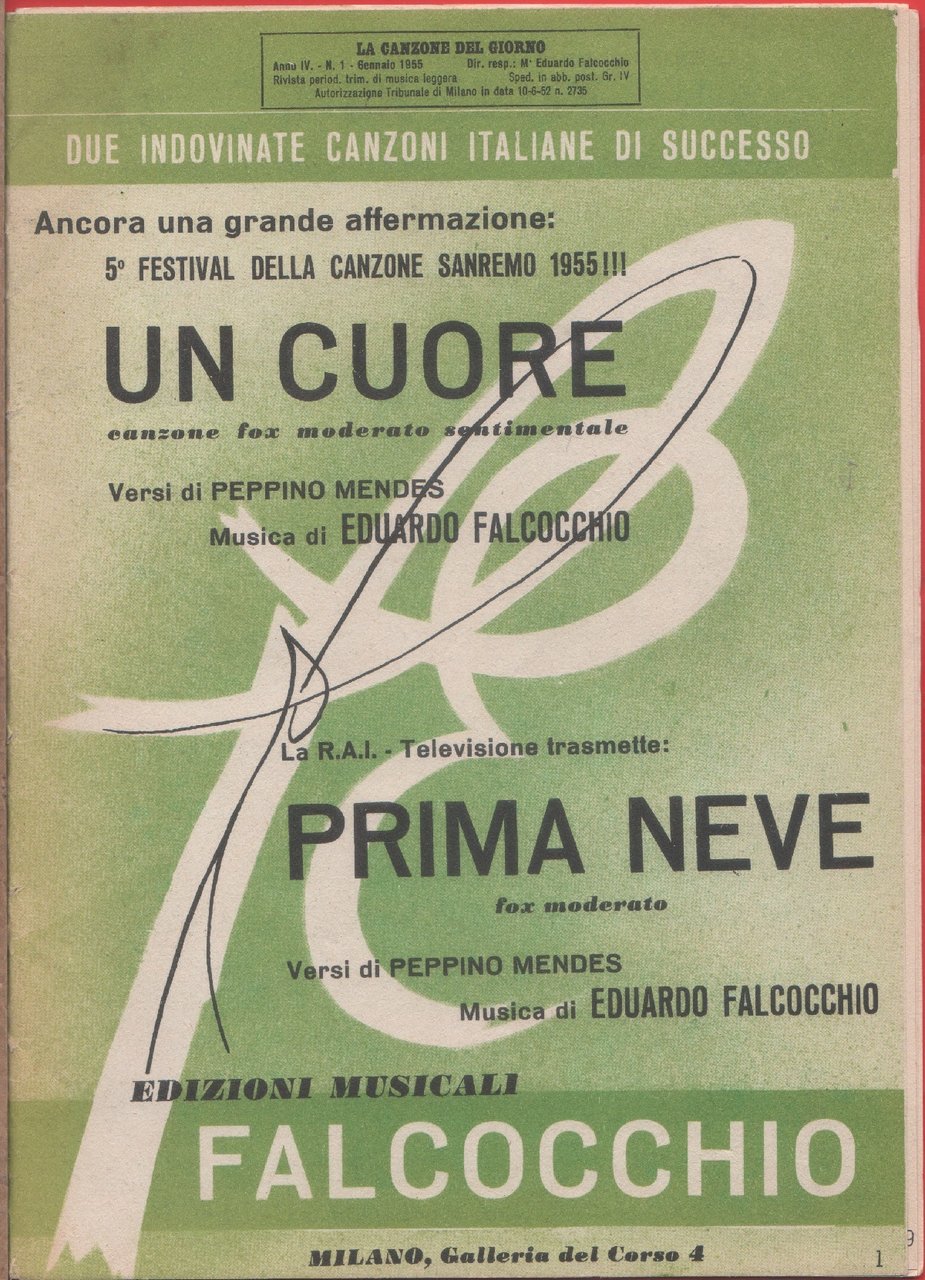 LA CANZONE DEL GIORNO
Anno IV. - N. 1 - Gennaio 1955 Dir. resp.: M° Eduardo Falcocchio
Rivista period. trim. di musica leggera Sped. in abb. post. Gr. IV
Autorizzazione Tribunale di Milano in data 10-6-52 n. 2735
DUE INDOVINATE CANZONI ITALIANE DI SUCCESSO
Ancora una grande affermazione:
5° FESTIVAL DELLA CANZONE SANREMO 1955!!!
UN CUORE
canzone fox moderato sentimentale
Versi di PEPPINO MENDES
Musica di EDUARDO FALCOCCHIO
La R.A.I. - Televisione trasmette:
PRIMA NEVE
fox moderato
Versi di PEPPINO MENDES
Musica di EDUARDO FALCOCCHIO
EDIZIONI MUSICALI
FALCOCCHIO
MILANO, Galleria del Corso 4
1
9